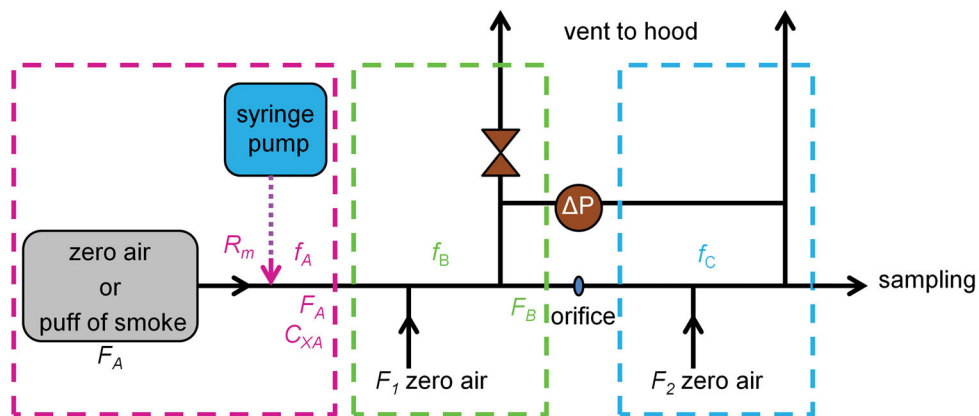 vent to hood
syringe
pump
ΔP
zero air
or
puff of smoke
F_A
R_m
f_A
F_A
C_XA
f_B
F_B
orifice
f_C
sampling
F_1 zero air
F_2 zero air